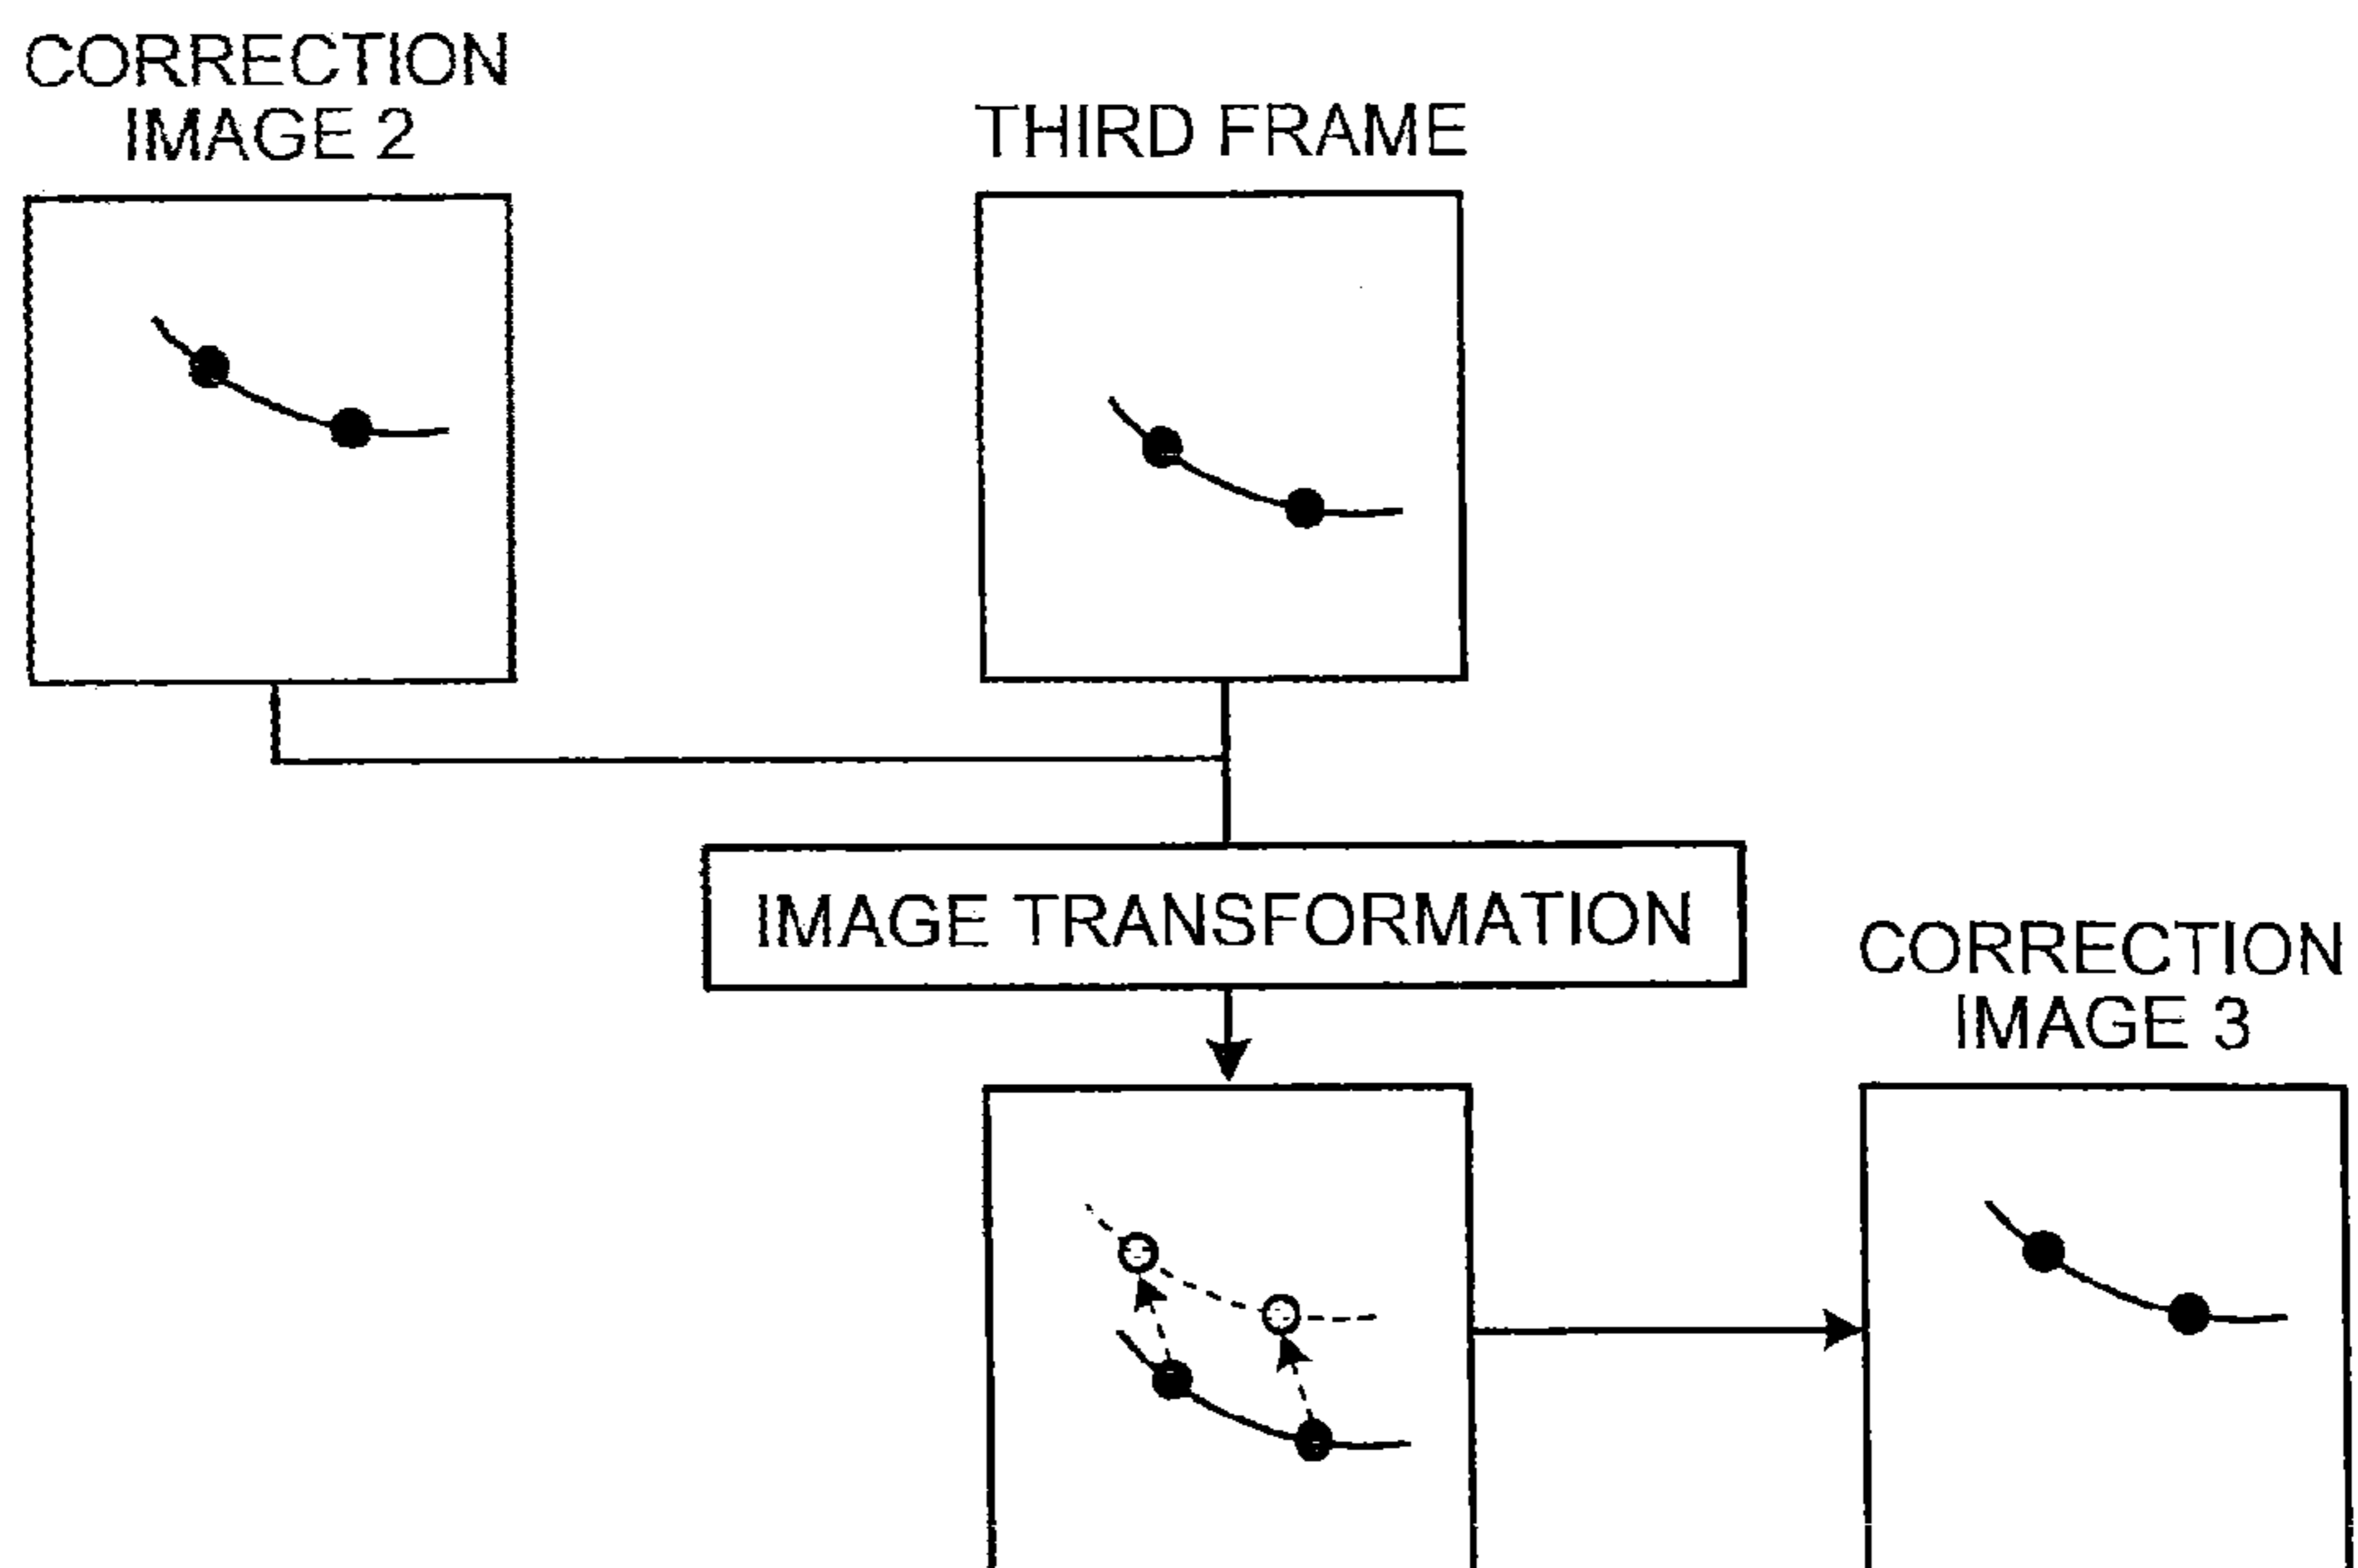 CORRECTION
IMAGE 2
THIRD FRAME
IMAGE TRANSFORMATION
CORRECTION
IMAGE 3